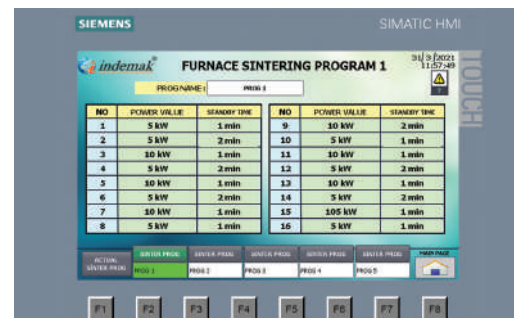 SIEMENS
SIMATIC HMI
TOUCH
indemak
FURNACE SINTERING PROGRAM 1
31/ 3 /2021
11:57:49
PROG NAME :
PROG 1
NO POWER VALUE STANDBY TIME NO POWER VALUE STANDBY TIME
1 5 kW 1 min 9 10 kW 2 min
2 5 kW 2 min 10 5 kW 1 min
3 10 kW 1 min 11 10 kW 1 min
4 5 kW 2 min 12 5 kW 2 min
5 10 kW 1 min 13 10 kW 1 min
6 5 kW 2 min 14 5 kW 2 min
7 10 kW 1 min 15 105 kW 1 min
8 5 kW 1 min 16 5 kW 1 min
ACTUAL
SINTER PROG
SINTER PROG SINTER PROG SINTER PROG SINTER PROG SINTER PROG MAIN PAGE
PROG 1 PROG 2 PROG 3 PROG 4 PROG 5
F1 F2 F3 F4 F5 F6 F7 F8